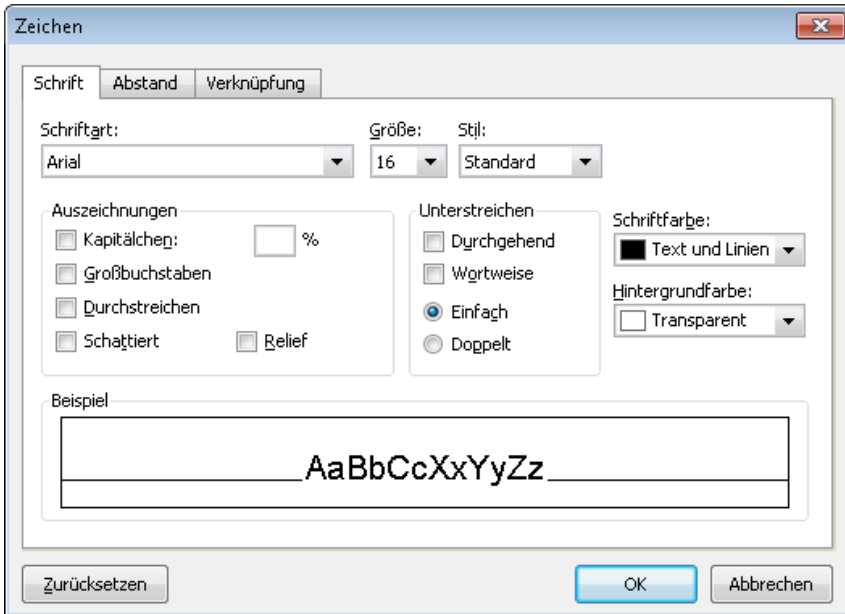 Zeichen
Schrift Abstand Verknüpfung
Schriftart: Größe: Stil:
Arial 16 Standard
Auszeichnungen Unterstreichen
Schriftfarbe:
Kapitälchen: % Durchgehend
Text und Linien
Großbuchstaben Wortweise
Hintergrundfarbe:
Durchstreichen Einfach
Transparent
Schattiert Relief Doppelt
Beispiel
AaBbCcXxYyZz
Zurücksetzen OK Abbrechen